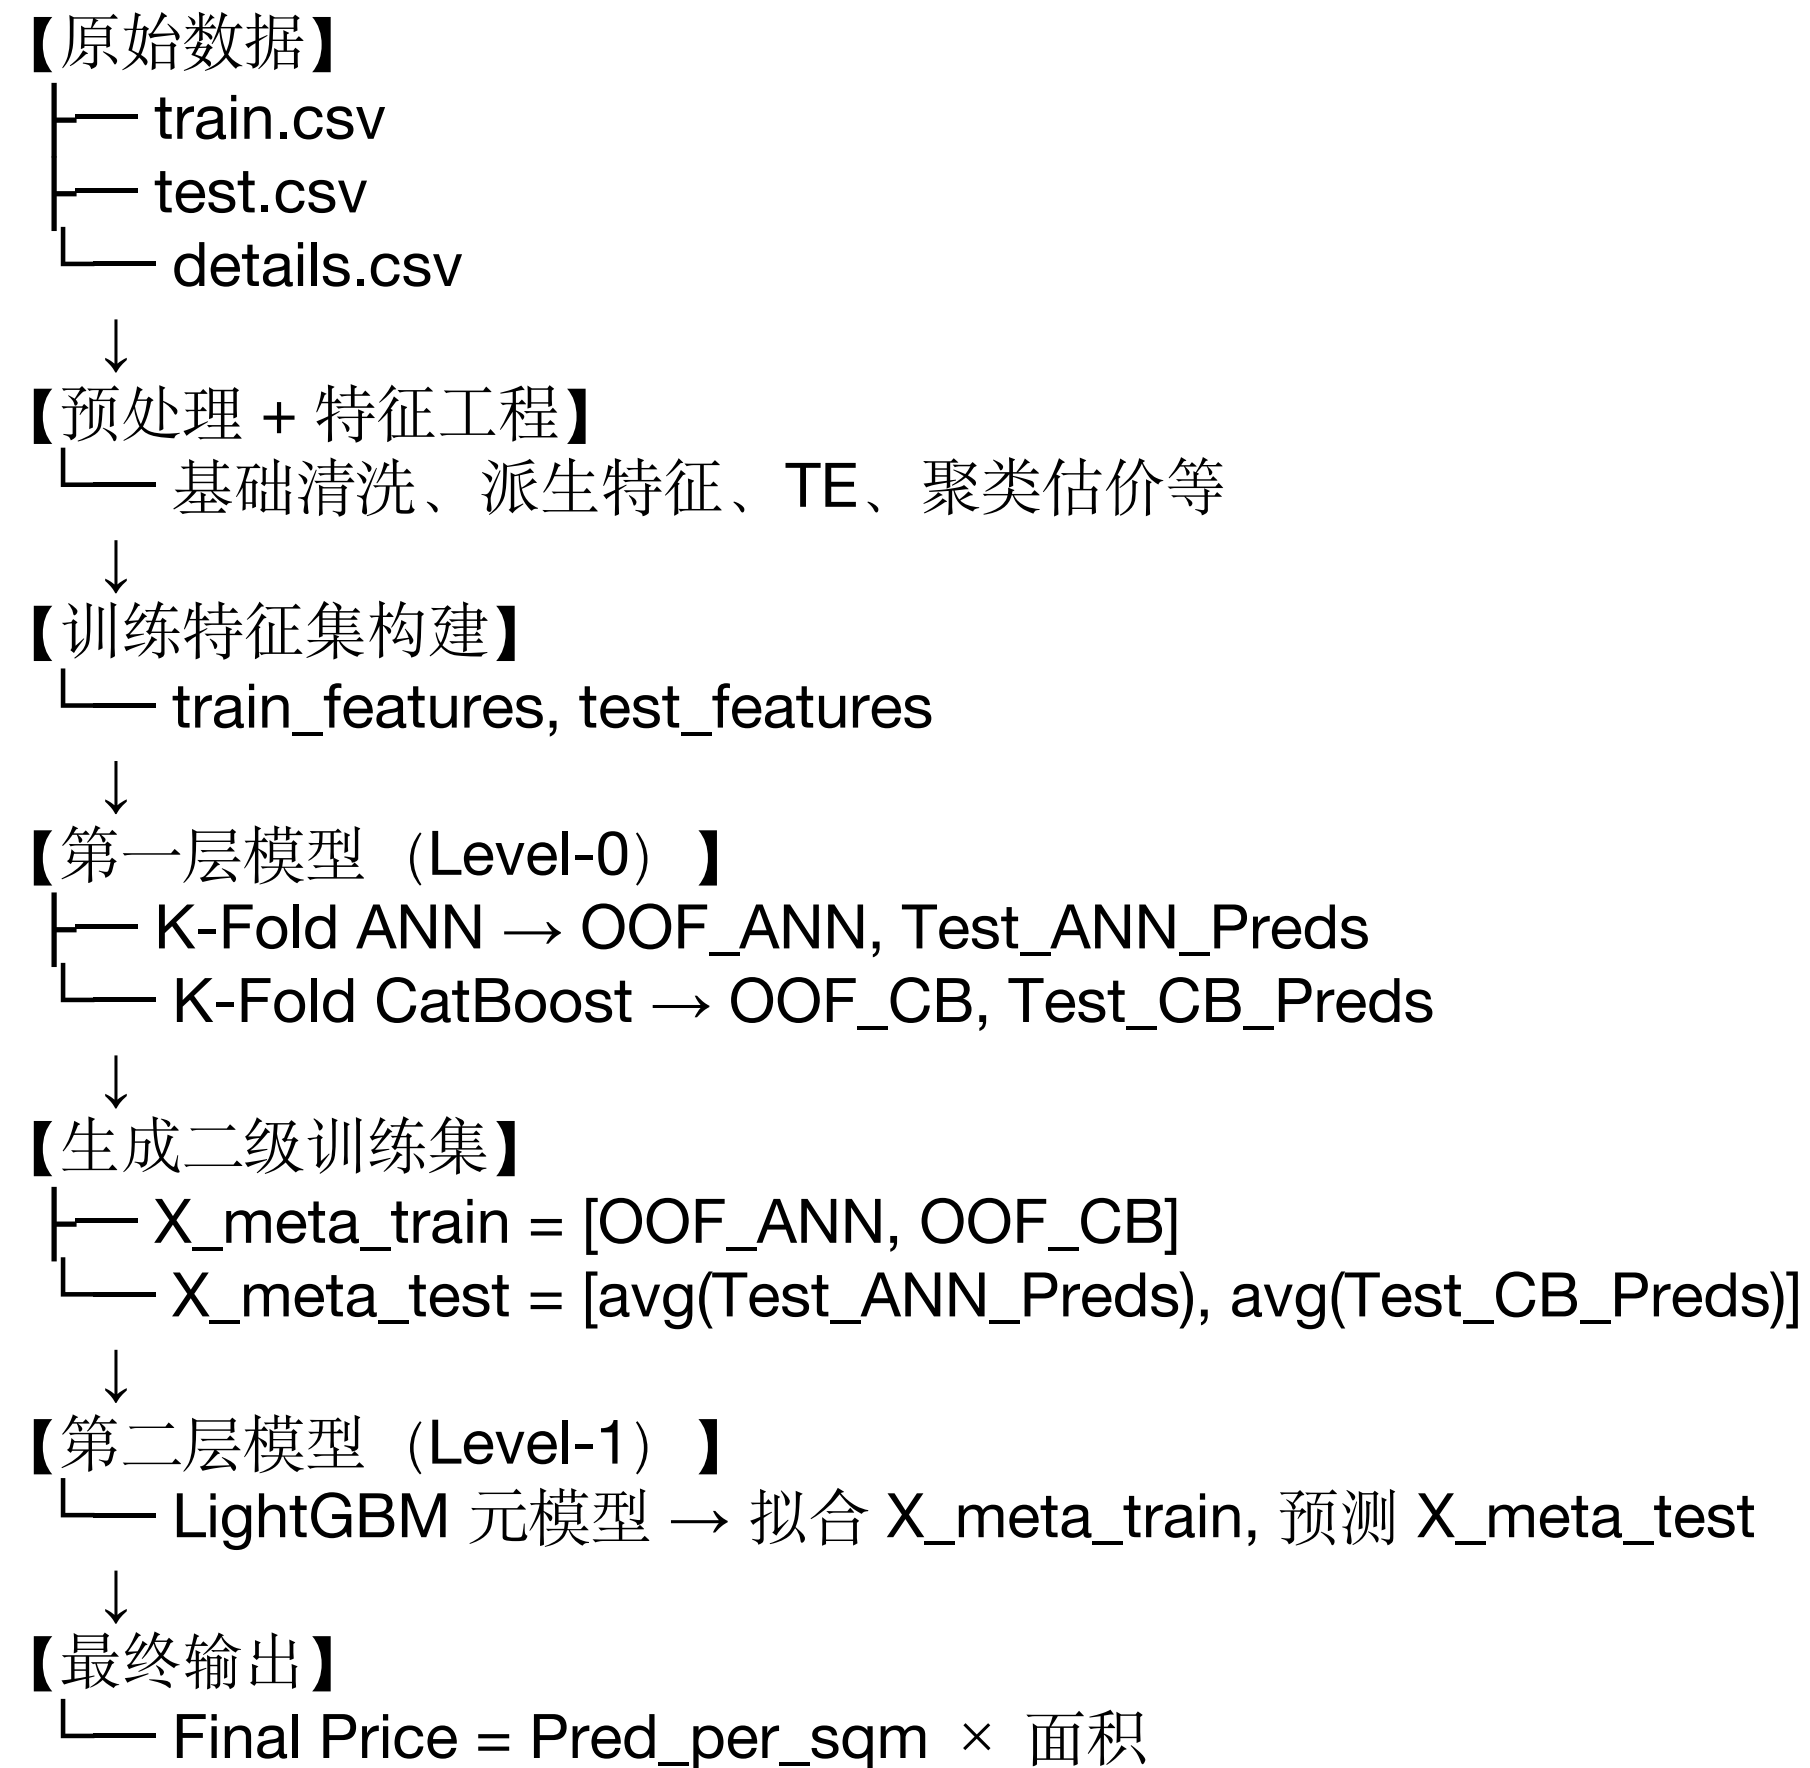 【原始数据】
├── train.csv
├── test.csv
└── details.csv
↓
【预处理 + 特征工程】
└── 基础清洗、派生特征、TE、聚类估价等
↓
【训练特征集构建】
└── train_features, test_features
↓
【第一层模型（Level-0）】
├── K-Fold ANN → OOF_ANN, Test_ANN_Preds
└── K-Fold CatBoost → OOF_CB, Test_CB_Preds
↓
【生成二级训练集】
├── X_meta_train = [OOF_ANN, OOF_CB]
└── X_meta_test = [avg(Test_ANN_Preds), avg(Test_CB_Preds)]
↓
【第二层模型（Level-1）】
└── LightGBM 元模型 → 拟合 X_meta_train, 预测 X_meta_test
↓
【最终输出】
└── Final Price = Pred_per_sqm × 面积